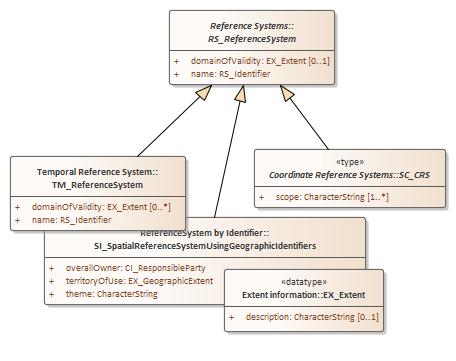 Reference Systems::
RS_ReferenceSystem
+ domainOfValidity: EX_Extent [0..1]
+ name: RS_Identifier
Temporal Reference System::
TM_ReferenceSystem
+ domainOfValidity: EX_Extent [0..*]
+ name: RS_Identifier
«type»
Coordinate Reference Systems::SC_CRS
+ scope: CharacterString [1..*]
ReferenceSystem by Identifier::
SI_SpatialReferenceSystemUsingGeographicIdentifiers
+ overallOwner: CI_ResponsibleParty
+ territoryOfUse: EX_GeographicExtent
+ theme: CharacterString
«datatype»
Extent information::EX_Extent
+ description: CharacterString [0..1]